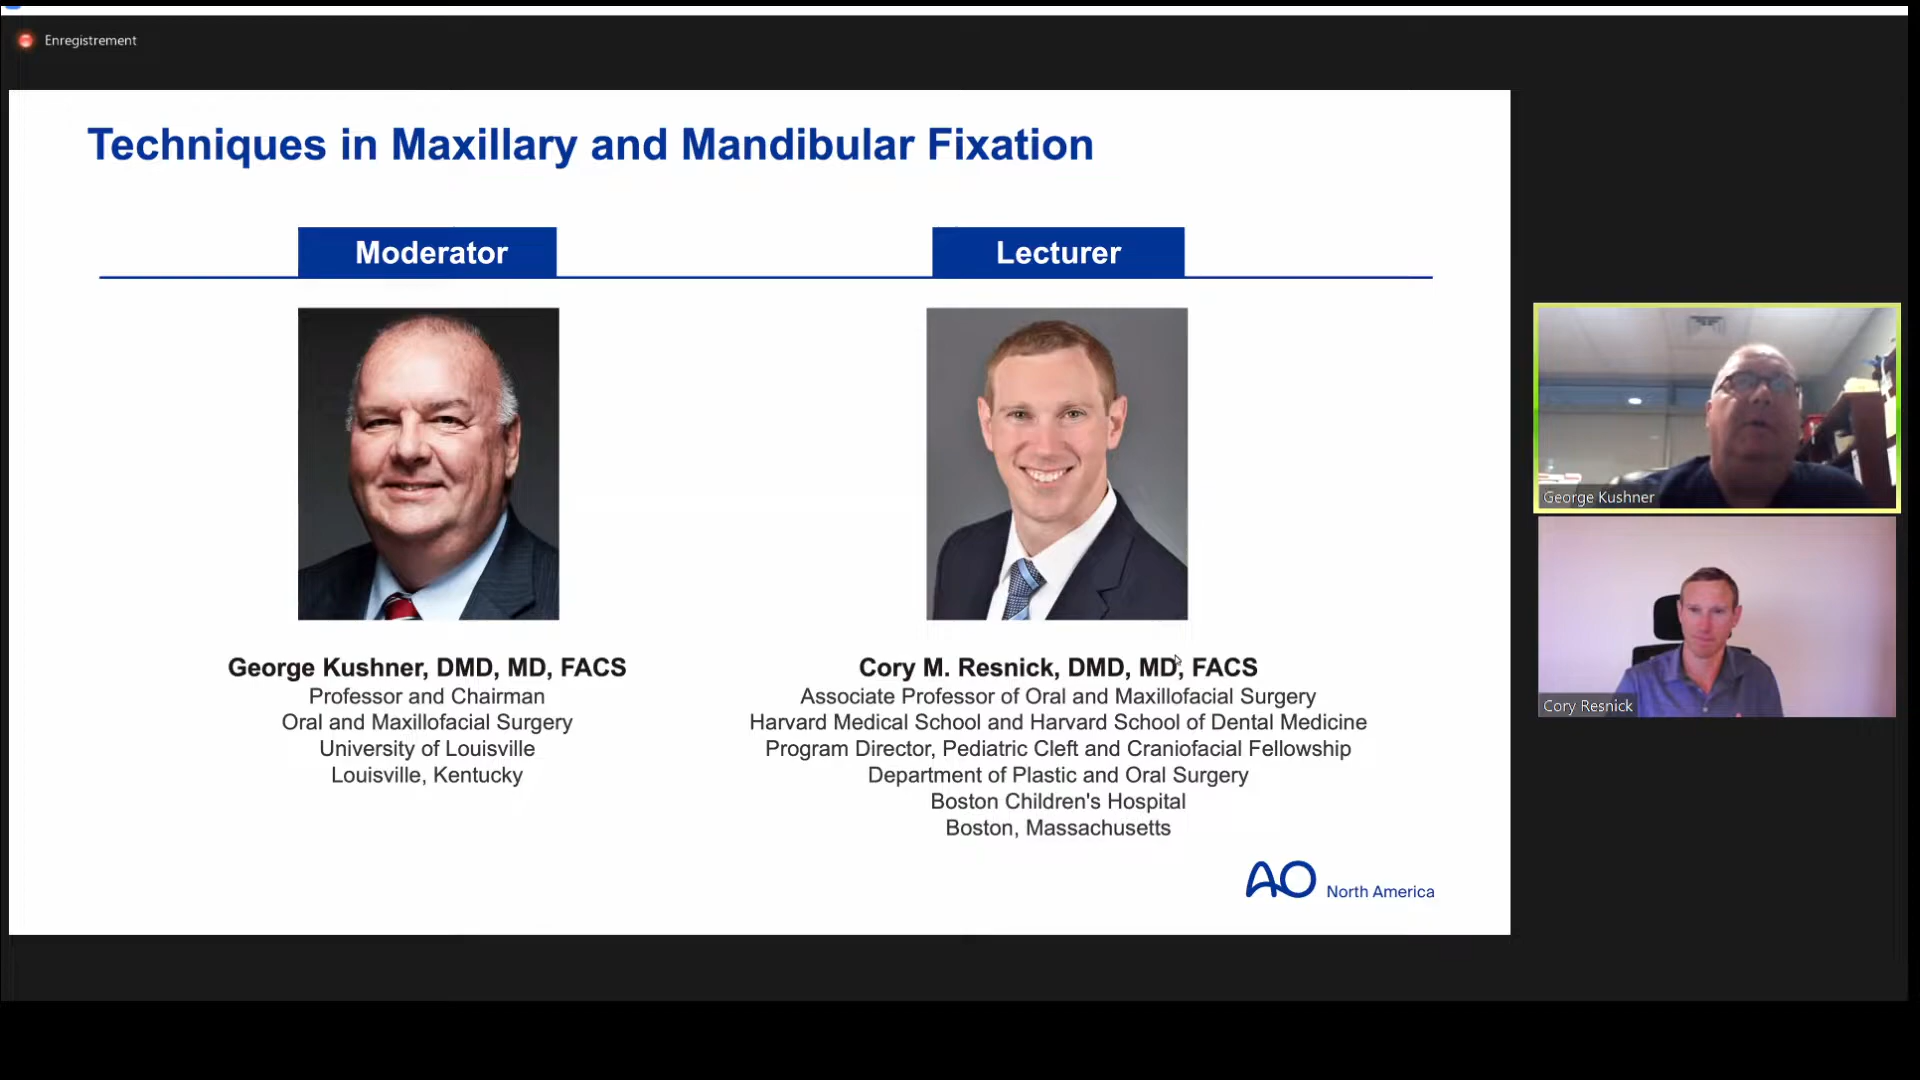 Enregistrement
Techniques in Maxillary and Mandibular Fixation
Moderator
George Kushner, DMD, MD, FACS
Professor and Chairman
Oral and Maxillofacial Surgery
University of Louisville
Louisville, Kentucky
Lecturer
Cory M. Resnick, DMD, MD, FACS
Associate Professor of Oral and Maxillofacial Surgery
Harvard Medical School and Harvard School of Dental Medicine
Program Director, Pediatric Cleft and Craniofacial Fellowship
Department of Plastic and Oral Surgery
Boston Children's Hospital
Boston, Massachusetts
AO North America
George Kushner
Cory Resnick